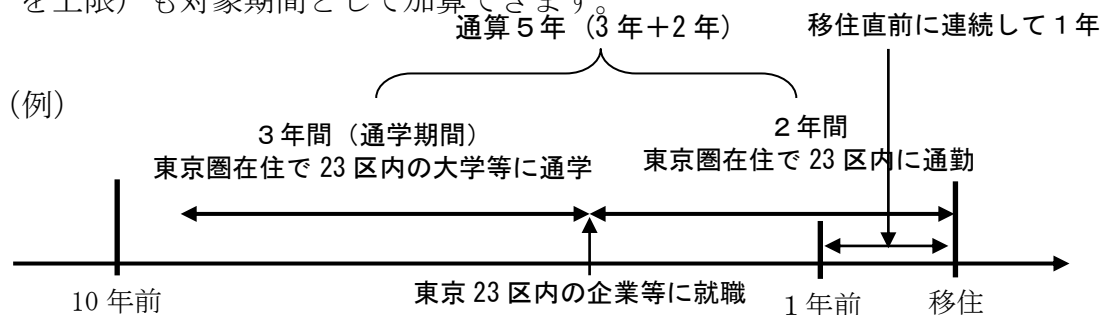 を上限）も対象期間として加算できます。
通算５年（3 年＋2 年）
移住直前に連続して１年
（例）
３年間（通学期間）
東京圏在住で 23 区内の大学等に通学
２年間
東京圏在住で 23 区内に通勤
東京 23 区内の企業等に就職
10 年前
１年前
移住